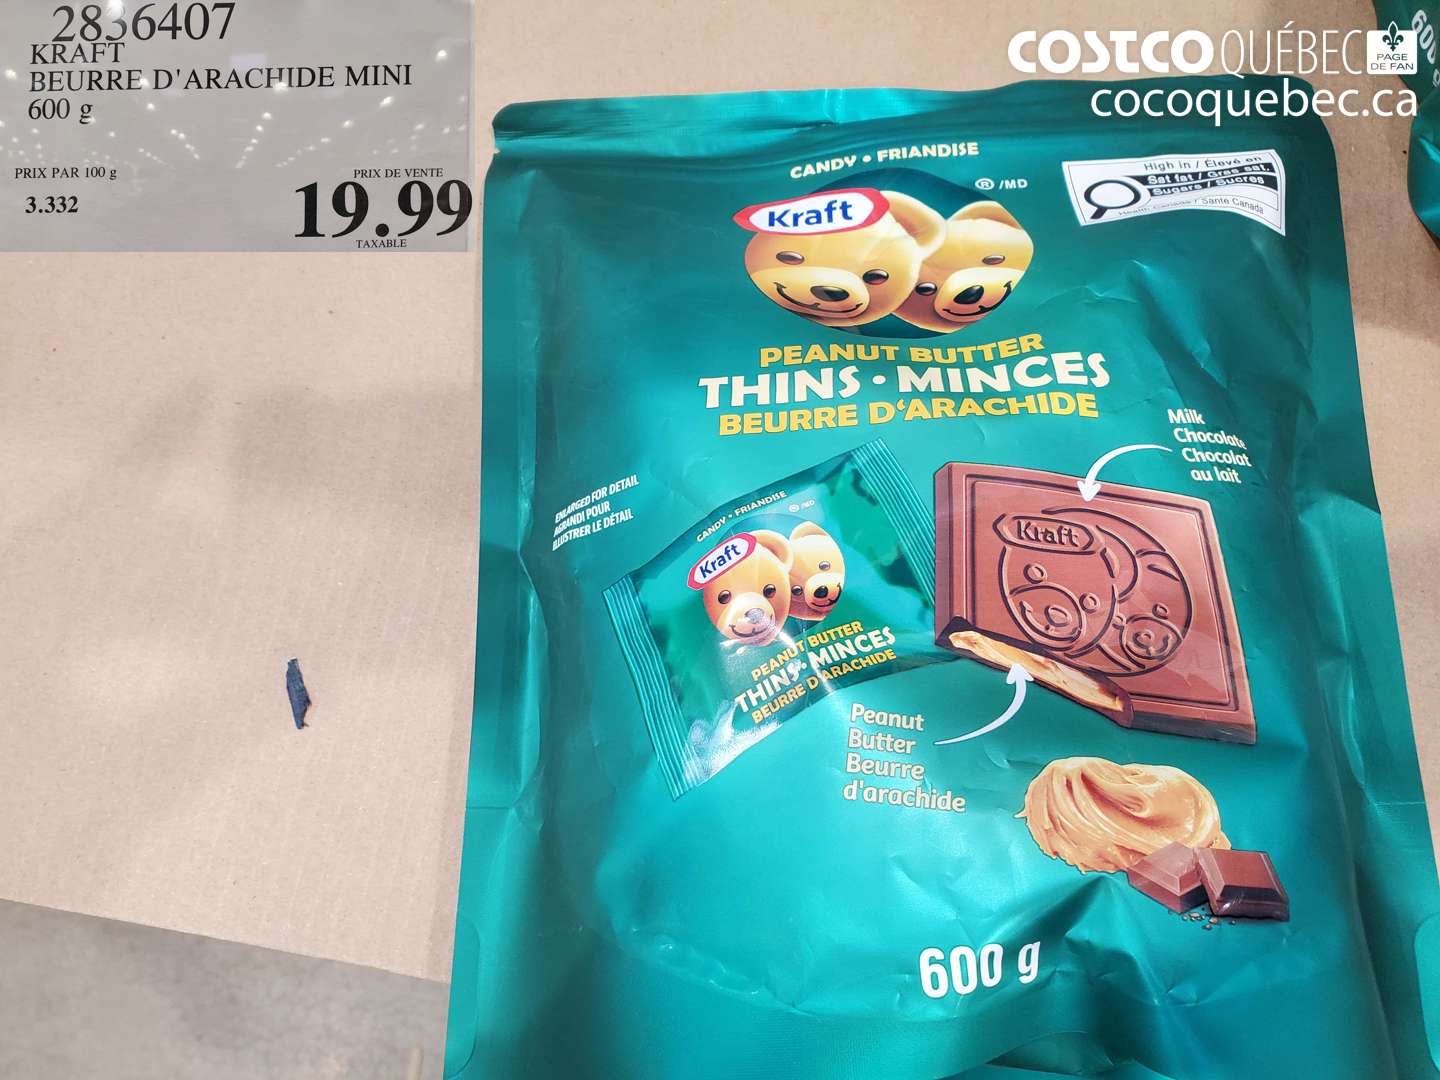 2836407
KRAFT
BEURRE D'ARACHIDE MINI
600 g
PRIX PAR 100 g
3.332
PRIX DE VENTE
19.99
TAXABLE
COSTCO QUÉBEC
PAGE
DE FAN
cocoquebec.ca
CANDY • FRIANDISE
Kraft
®/MD
High in / Élevé en
Sat fat / Gras sat.
Sugars / Sucres
Health Canada / Santé Canada
PEANUT BUTTER
THINS • MINCES
BEURRE D'ARACHIDE
Milk
Chocolate
Chocolat
au lait
ENLARGED FOR DETAIL
AGRANDI POUR
ILLUSTRER LE DÉTAIL
CANDY • FRIANDISE
®/MD
Kraft
PEANUT BUTTER
THINS • MINCES
BEURRE D'ARACHIDE
Kraft
Peanut
Butter
Beurre
d'arachide
600 g